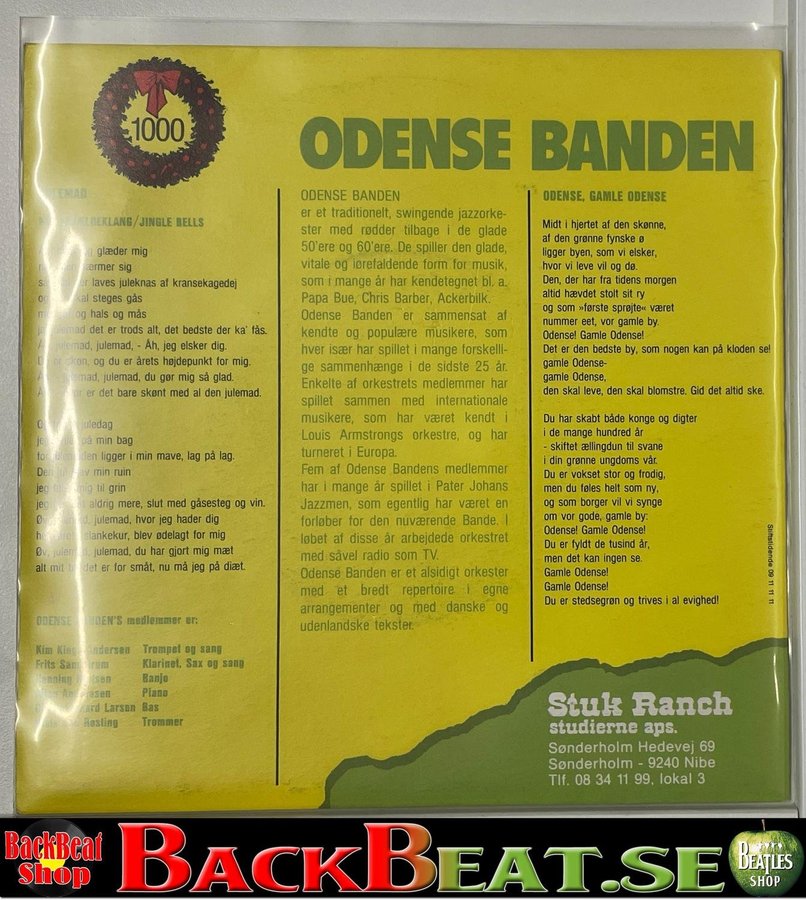 1000
ODENSE BANDEN
JINGLE BELLS
glæder mig
sig
laves juleknas af kransekagedej
steges gås
og hals og mås
julemad det er trods alt, det bedste der ka' fås.
julemad, julemad, - Åh, jeg elsker dig.
skøn, og du er årets højdepunkt for mig.
julemad, julemad, du gør mig så glad.
er det bare skønt med al den julemad.
juledag
på min bag
ligger i min mave, lag på lag.
min ruin
mig til grin
aldrig mere, slut med gåsesteg og vin.
julemad, hvor jeg hader dig
slankekur, blev ødelagt for mig
Øv, julemad, julemad, du har gjort mig mæt
alt mit tøj det er for småt, nu må jeg på diæt.
ODENSE BANDEN'S medlemmer er:
Kim Andersen Trompet og sang
Frits Klarinet, Sax og sang
Banjo
Piano
Larsen Bas
Røsting Trommer
ODENSE BANDEN
er et traditionelt, swingende jazzorke-
ster med rødder tilbage i de glade
50'ere og 60'ere. De spiller den glade,
vitale og iørefaldende form for musik,
som i mange år har kendetegnet bl. a.
Papa Bue, Chris Barber, Ackerbilk.
Odense Banden er sammensat af
kendte og populære musikere, som
hver især har spillet i mange forskelli-
ge sammenhænge i de sidste 25 år.
Enkelte af orkestrets medlemmer har
spillet sammen med internationale
musikere, som har været kendt i
Louis Armstrongs orkestre, og har
turneret i Europa.
Fem af Odense Bandens medlemmer
har i mange år spillet i Pater Johans
Jazzmen, som egentlig har været en
forløber for den nuværende Bande. I
løbet af disse år arbejdede orkestret
med såvel radio som TV.
Odense Banden er et alsidigt orkester
med et bredt repertoire i egne
arrangementer og med danske og
udenlandske tekster.
ODENSE, GAMLE ODENSE
Midt i hjertet af den skønne,
af den grønne fynske ø
ligger byen, som vi elsker,
hvor vi leve vil og dø.
Den, der har fra tidens morgen
altid hævdet stolt sit ry
og som »første sprøjte« været
nummer eet, vor gamle by.
Odense! Gamle Odense!
Det er den bedste by, som nogen kan på kloden se!
gamle Odense-
gamle Odense,
den skal leve, den skal blomstre. Gid det altid ske.
Du har skabt både konge og digter
i de mange hundred år
- skiftet ællingdun til svane
i din grønne ungdoms vår.
Du er vokset stor og frodig,
men du føles helt som ny,
og som borger vil vi synge
om vor gode, gamle by:
Odense! Gamle Odense!
Du er fyldt de tusind år,
men det kan ingen se.
Gamle Odense!
Gamle Odense!
Du er stedsegrøn og trives i al evighed!
Stiftstidende 09 11 11 11
Stuk Ranch
studierne aps.
Sønderholm Hedevej 69
Sønderholm - 9240 Nibe
Tlf. 08 34 11 99, lokal 3
BackBeat
Shop
BACKBEAT.SE
BEATLES
SHOP